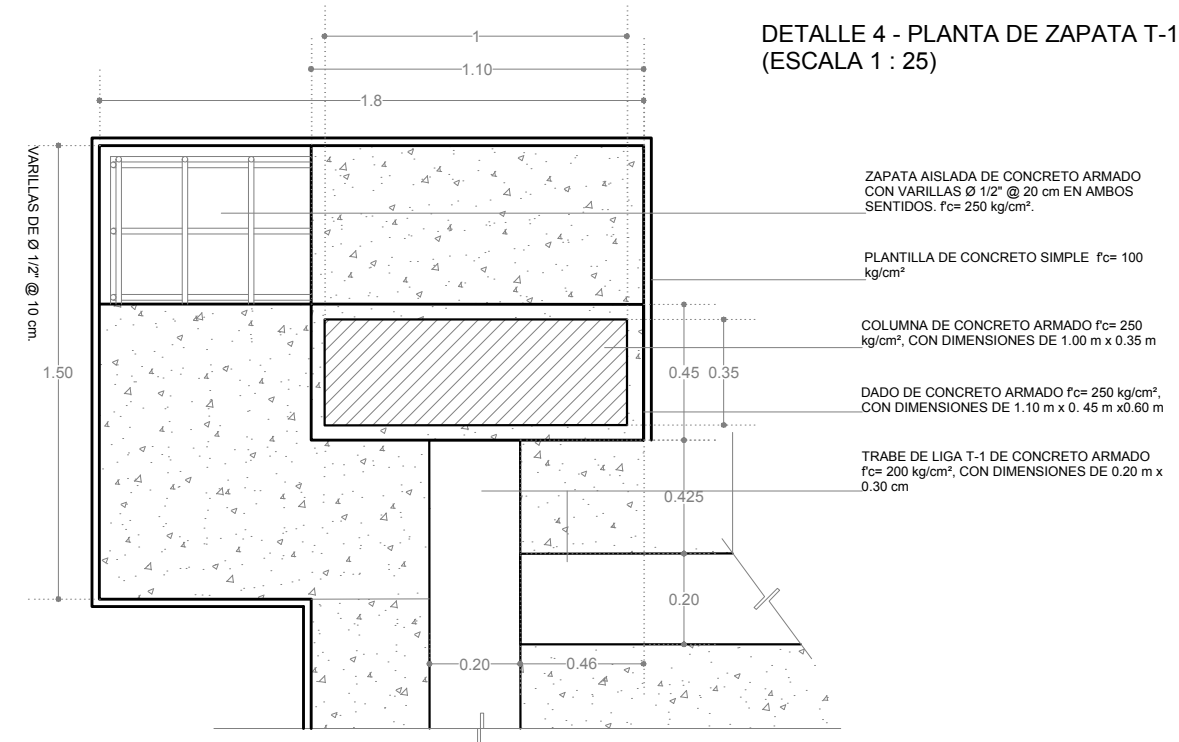 DETALLE 4 - PLANTA DE ZAPATA T-1
(ESCALA 1 : 25)
1
1.10
1.8
VARILLAS DE Ø 1/2" @ 10 cm.
1.50
ZAPATA AISLADA DE CONCRETO ARMADO
CON VARILLAS Ø 1/2" @ 20 cm EN AMBOS
SENTIDOS. f'c= 250 kg/cm².
PLANTILLA DE CONCRETO SIMPLE f'c= 100
kg/cm²
COLUMNA DE CONCRETO ARMADO f'c= 250
kg/cm², CON DIMENSIONES DE 1.00 m x 0.35 m
0.45
0.35
DADO DE CONCRETO ARMADO f'c= 250 kg/cm²,
CON DIMENSIONES DE 1.10 m x 0. 45 m x0.60 m
TRABE DE LIGA T-1 DE CONCRETO ARMADO
f'c= 200 kg/cm², CON DIMENSIONES DE 0.20 m x
0.30 cm
0.425
0.20
0.20
0.46